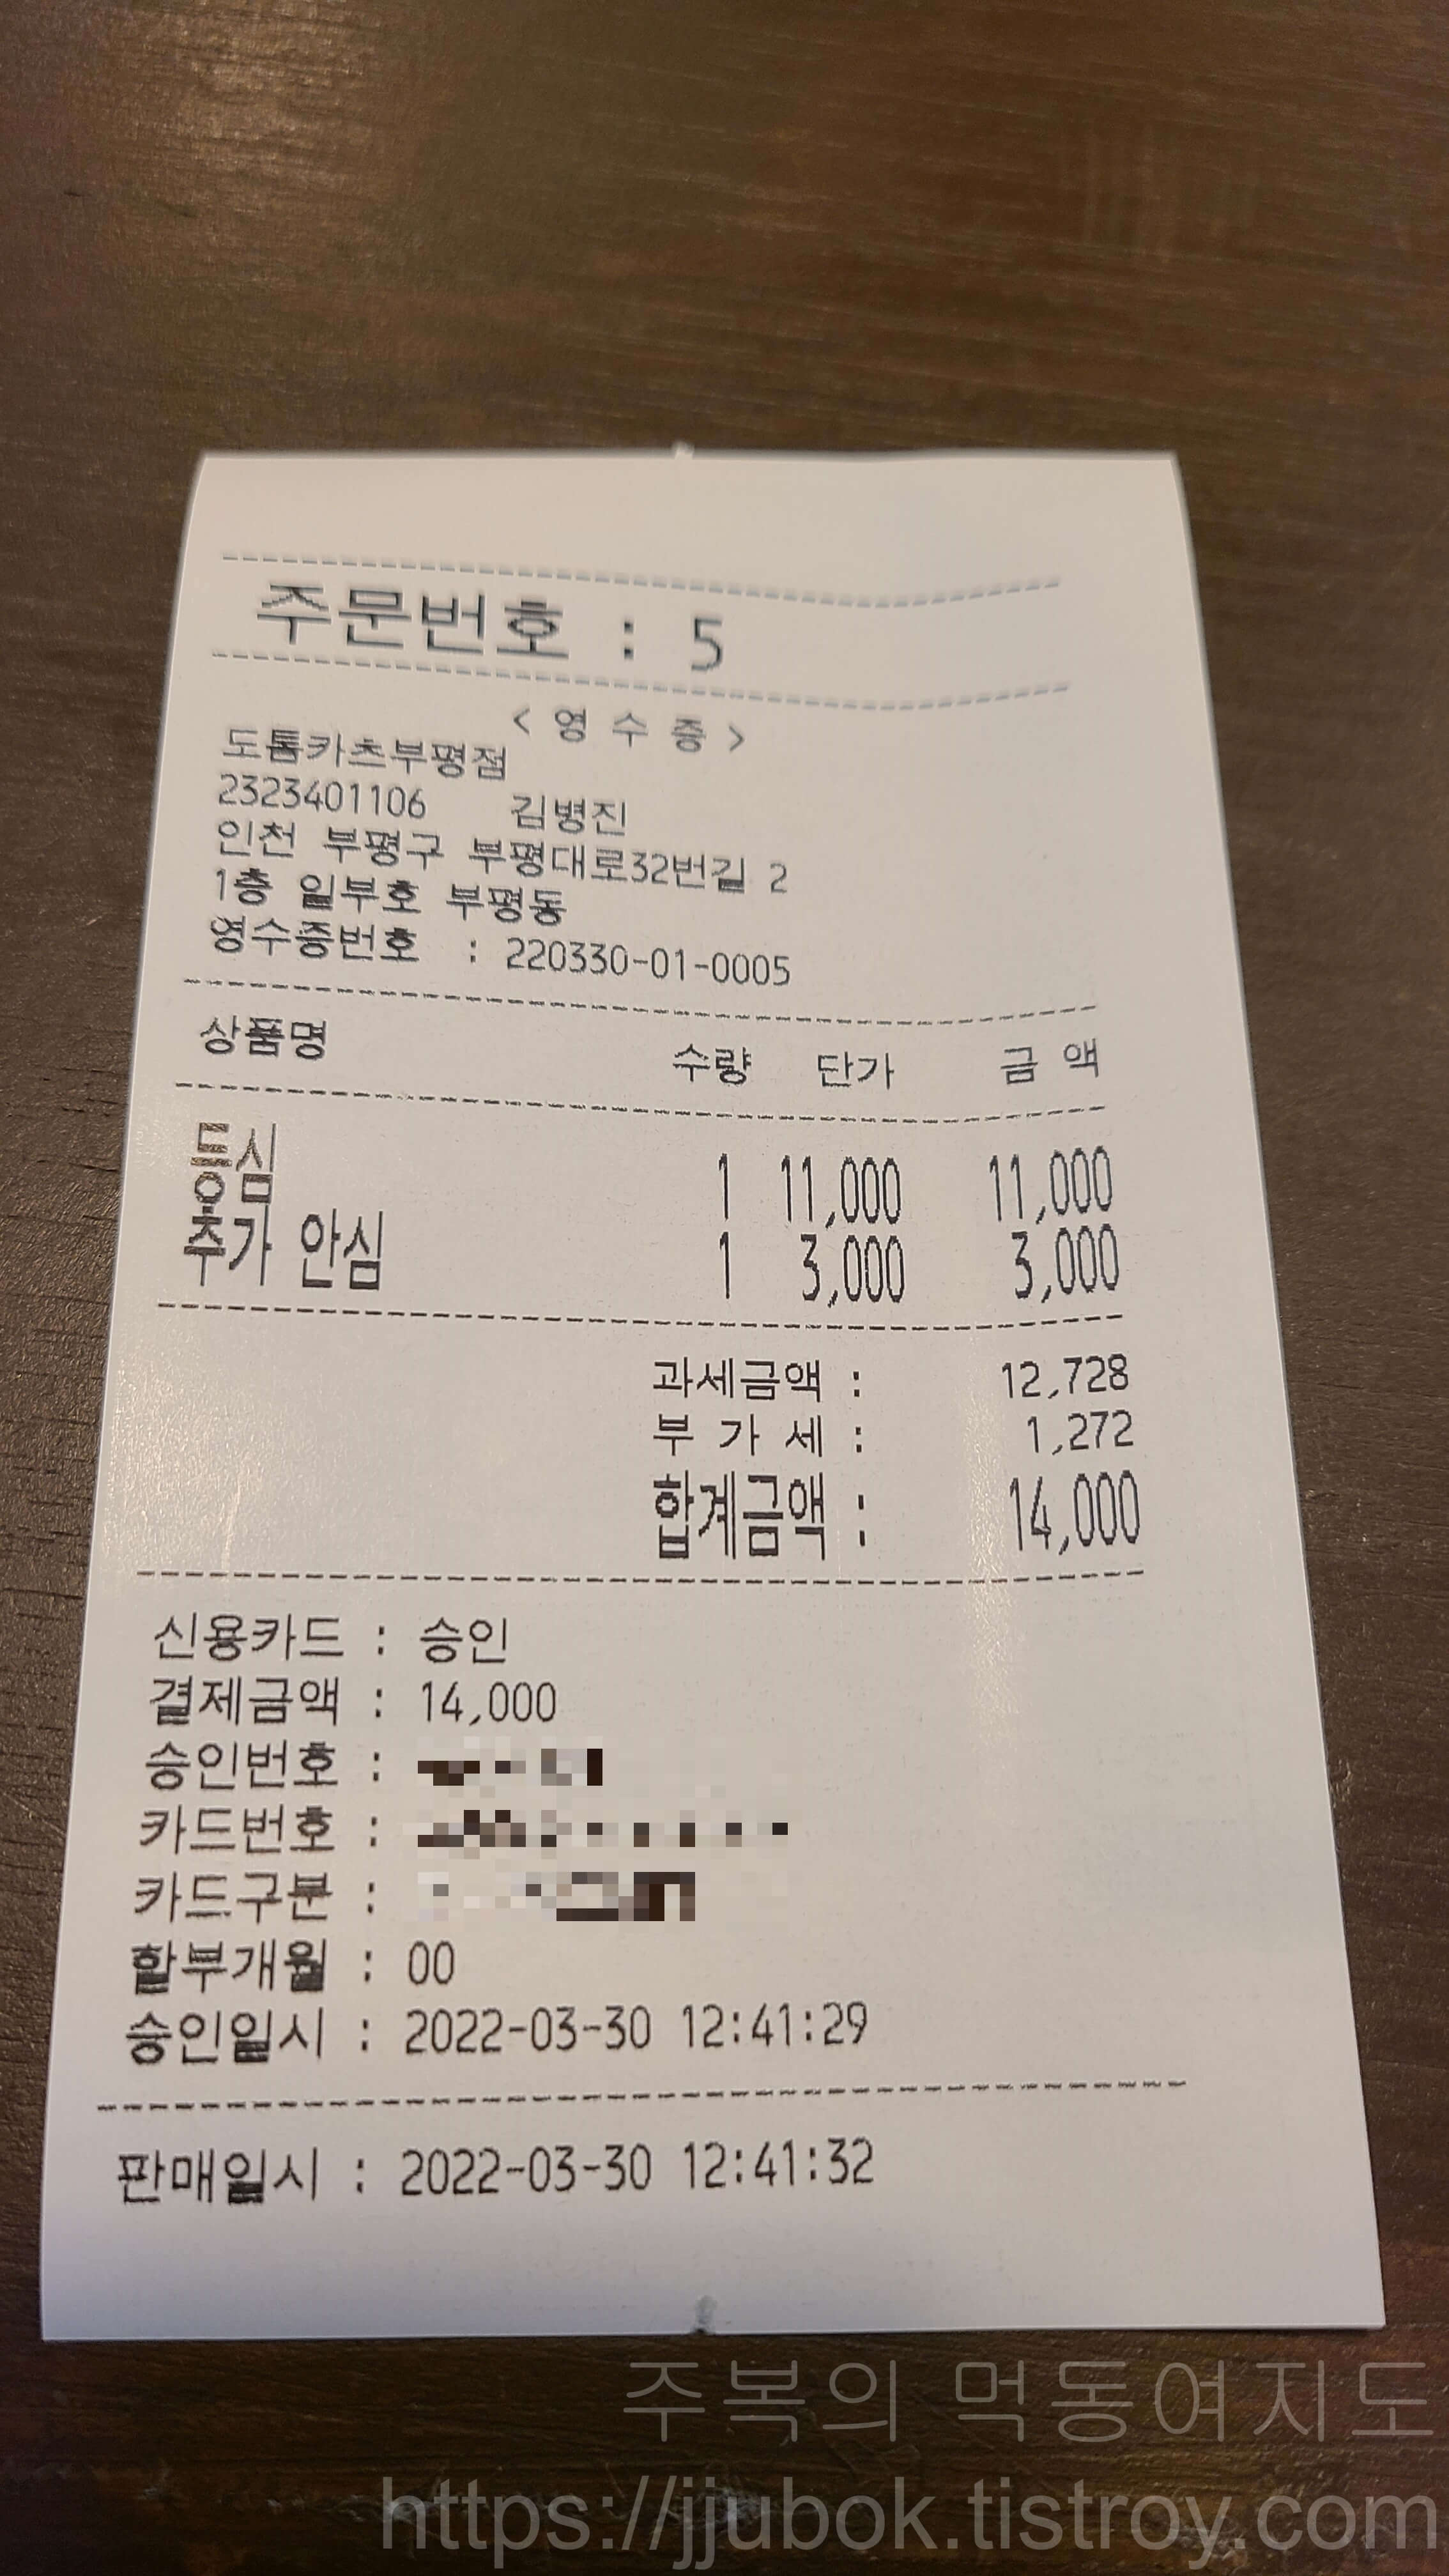 주문번호 : 5
< 영 수 증 >
도톰카츠부평점
2323401106 김병진
인천 부평구 부평대로32번길 2
1층 일부호 부평동
영수증번호 : 220330-01-0005
상품명 수량 단가 금 액
등심 1 11,000 11,000
추가 안심 1 3,000 3,000
과세금액 : 12,728
부 가 세 : 1,272
합계금액 : 14,000
신용카드 : 승인
결제금액 : 14,000
승인번호 :
카드번호 :
카드구분 :
할부개월 : 00
승인일시 : 2022-03-30 12:41:29
판매일시 : 2022-03-30 12:41:32
주복의 먹동여지도
https://jjubok.tistroy.com